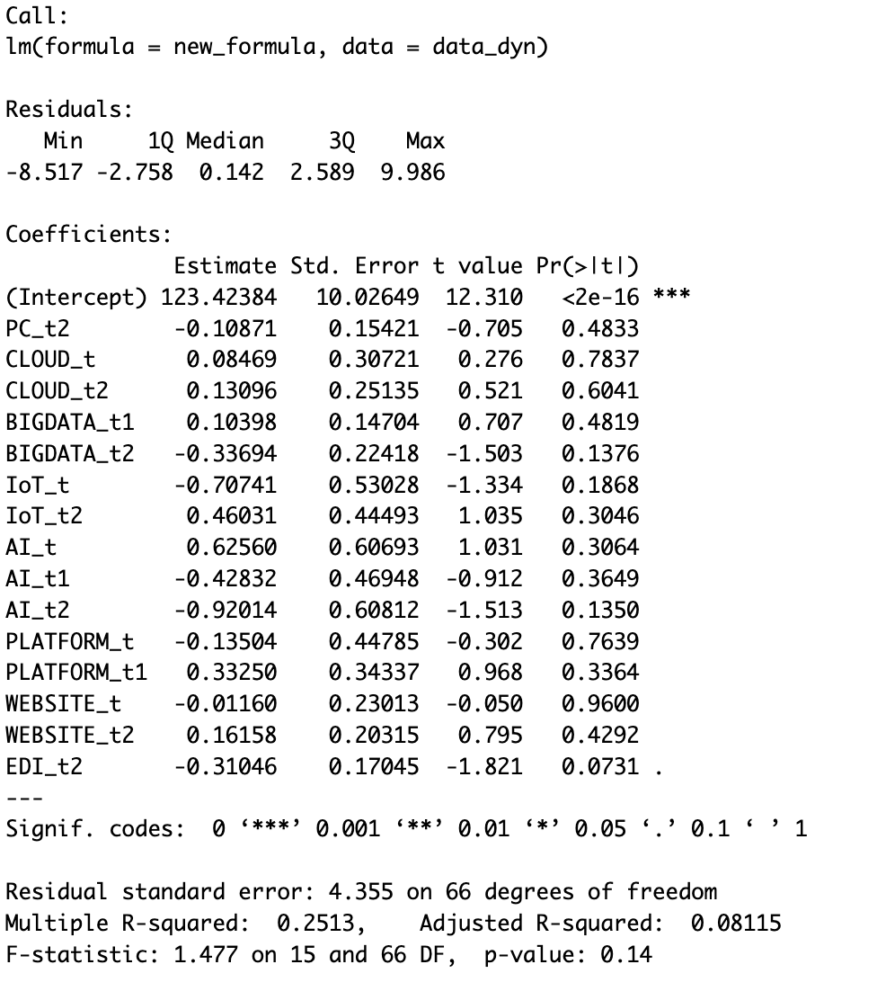 Call:
lm(formula = new_formula, data = data_dyn)

Residuals:
   Min     1Q Median     3Q    Max
-8.517 -2.758  0.142  2.589  9.986

Coefficients:
             Estimate Std. Error t value Pr(>|t|)
(Intercept) 123.42384   10.02649  12.310   <2e-16 ***
PC_t2        -0.10871    0.15421  -0.705   0.4833
CLOUD_t       0.08469    0.30721   0.276   0.7837
CLOUD_t2      0.13096    0.25135   0.521   0.6041
BIGDATA_t1    0.10398    0.14704   0.707   0.4819
BIGDATA_t2   -0.33694    0.22418  -1.503   0.1376
IoT_t        -0.70741    0.53028  -1.334   0.1868
IoT_t2        0.46031    0.44493   1.035   0.3046
AI_t          0.62560    0.60693   1.031   0.3064
AI_t1        -0.42832    0.46948  -0.912   0.3649
AI_t2        -0.92014    0.60812  -1.513   0.1350
PLATFORM_t   -0.13504    0.44785  -0.302   0.7639
PLATFORM_t1   0.33250    0.34337   0.968   0.3364
WEBSITE_t    -0.01160    0.23013  -0.050   0.9600
WEBSITE_t2    0.16158    0.20315   0.795   0.4292
EDI_t2       -0.31046    0.17045  -1.821   0.0731 .
---
Signif. codes:  0 ‘***’ 0.001 ‘**’ 0.01 ‘*’ 0.05 ‘.’ 0.1 ‘ ’ 1

Residual standard error: 4.355 on 66 degrees of freedom
Multiple R-squared:  0.2513,    Adjusted R-squared:  0.08115
F-statistic: 1.477 on 15 and 66 DF,  p-value: 0.14